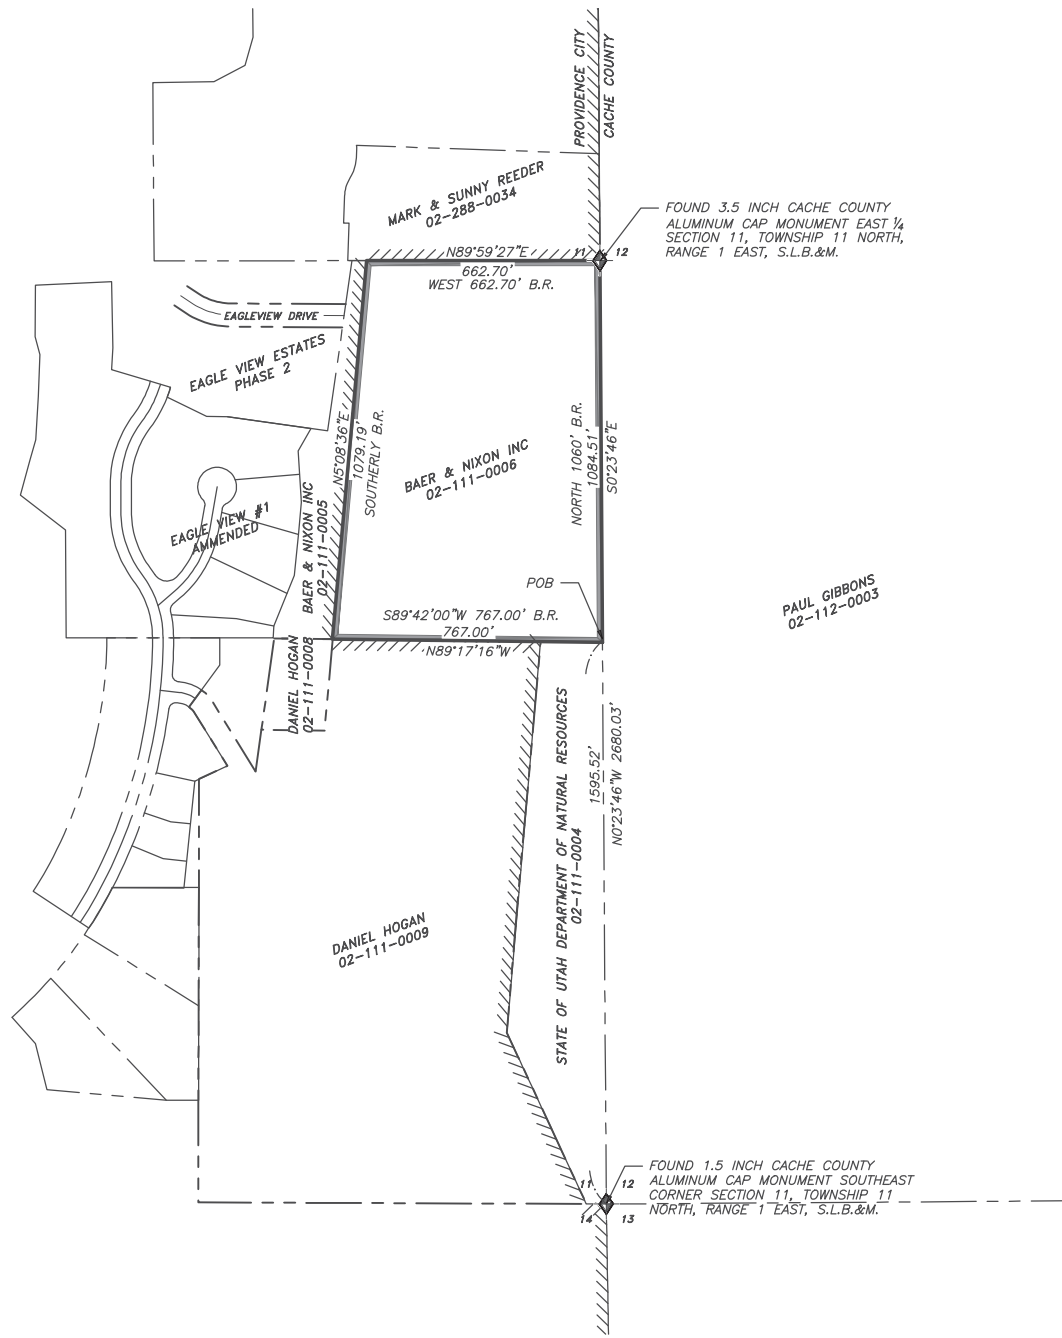 PROVIDENCE CITY
CACHE COUNTY
MARK & SUNNY REEDER
02-288-0034
FOUND 3.5 INCH CACHE COUNTY
ALUMINUM CAP MONUMENT EAST ¼
SECTION 11, TOWNSHIP 11 NORTH,
RANGE 1 EAST, S.L.B.&M.
N89°59'27"E
11
12
662.70'
WEST 662.70' B.R.
EAGLEVIEW DRIVE
EAGLE VIEW ESTATES
PHASE 2
N5°08'36"E
1079.19'
SOUTHERLY B.R.
BAER & NIXON INC
02-111-0006
NORTH 1060' B.R.
1084.51'
S0°23'46"E
EAGLE VIEW #1
AMMENDED
BAER & NIXON INC
02-111-0005
POB
PAUL GIBBONS
02-112-0003
S89°42'00"W 767.00' B.R.
767.00'
N89°17'16"W
DANIEL HOGAN
02-111-0008
STATE OF UTAH DEPARTMENT OF NATURAL RESOURCES
02-111-0004
1595.52'
N0°23'46"W 2680.03'
DANIEL HOGAN
02-111-0009
FOUND 1.5 INCH CACHE COUNTY
ALUMINUM CAP MONUMENT SOUTHEAST
CORNER SECTION 11, TOWNSHIP 11
NORTH, RANGE 1 EAST, S.L.B.&M.
11
12
14
13